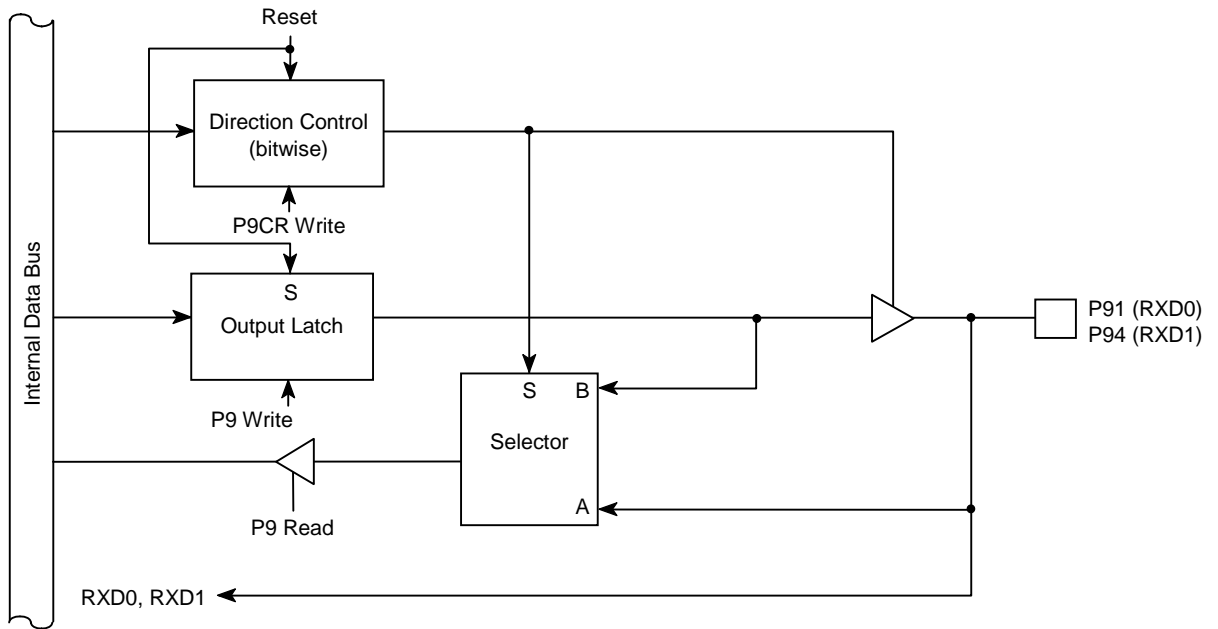 Reset
Direction Control
(bitwise)
P9CR Write
Internal Data Bus
S
Output Latch
P9 Write
P91 (RXD0)
P94 (RXD1)
S
B
Selector
A
P9 Read
RXD0, RXD1